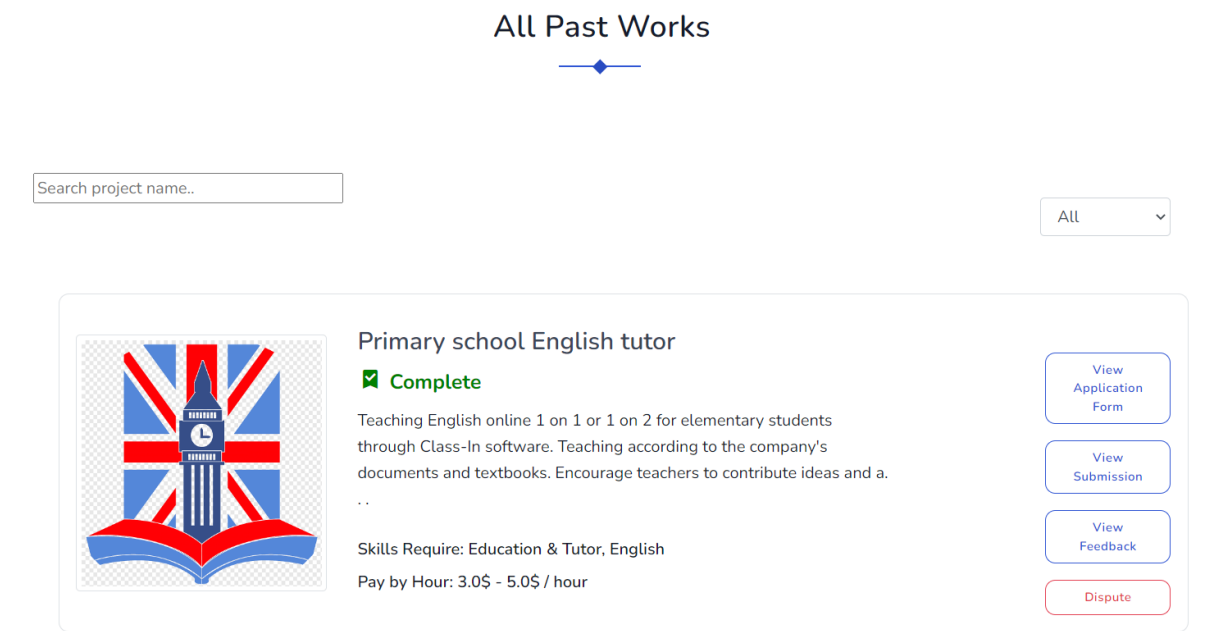 All Past Works
Search project name..
All
Primary school English tutor
Complete
Teaching English online 1 on 1 or 1 on 2 for elementary students
through Class-In software. Teaching according to the company's
documents and textbooks. Encourage teachers to contribute ideas and a.
. .
Skills Require: Education & Tutor, English
Pay by Hour: 3.0$ - 5.0$ / hour
View
Application
Form
View
Submission
View
Feedback
Dispute